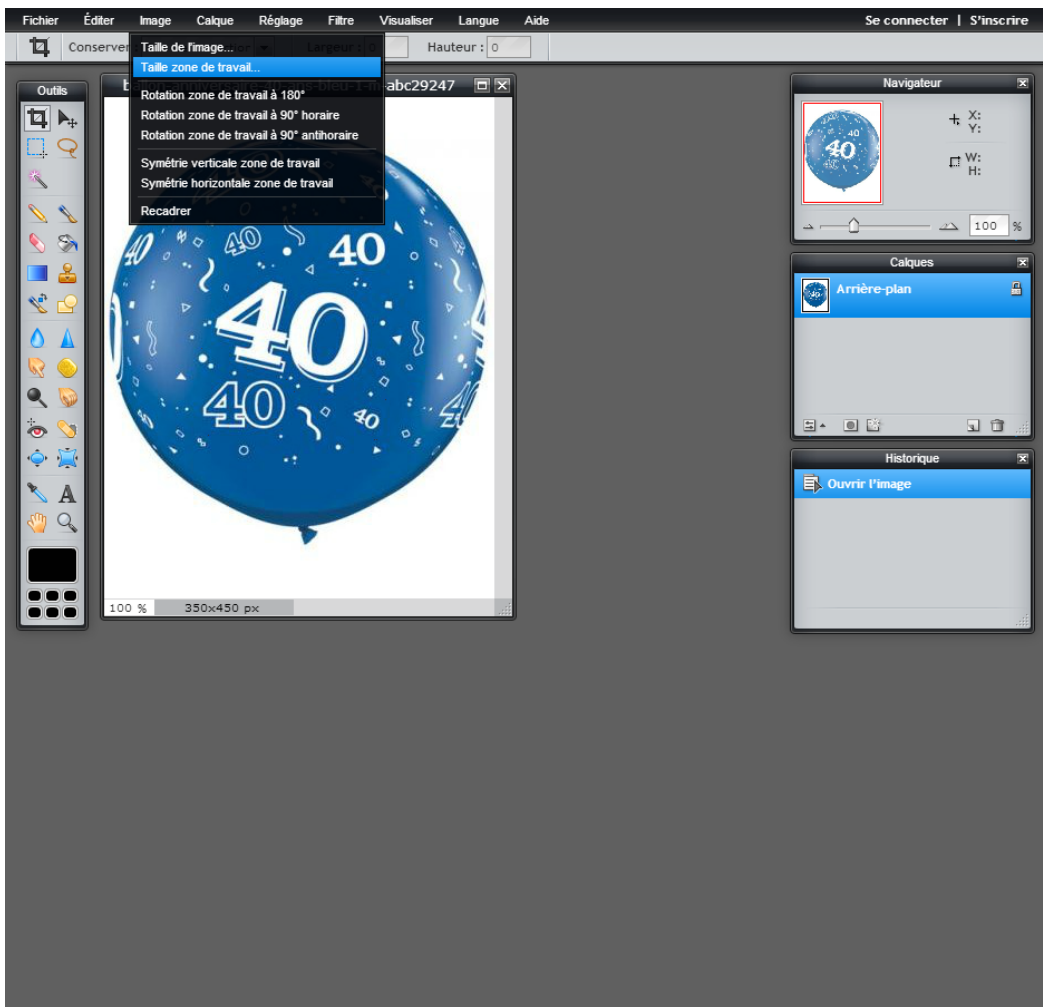 Fichier Éditer Image Calque Réglage Filtre Visualiser Langue Aide Se connecter | S'inscrire
Conserver Largeur : 0 Hauteur : 0
Taille de l'image...
Taille zone de travail...
Rotation zone de travail à 180°
Rotation zone de travail à 90° horaire
Rotation zone de travail à 90° antihoraire
Symétrie verticale zone de travail
Symétrie horizontale zone de travail
Recadrer
Outils
abc29247
40
40
40
40
40
40
100 % 350x450 px
Navigateur
40
X:
Y:
W:
H:
100 %
Calques
Arrière-plan
Historique
Ouvrir l'image